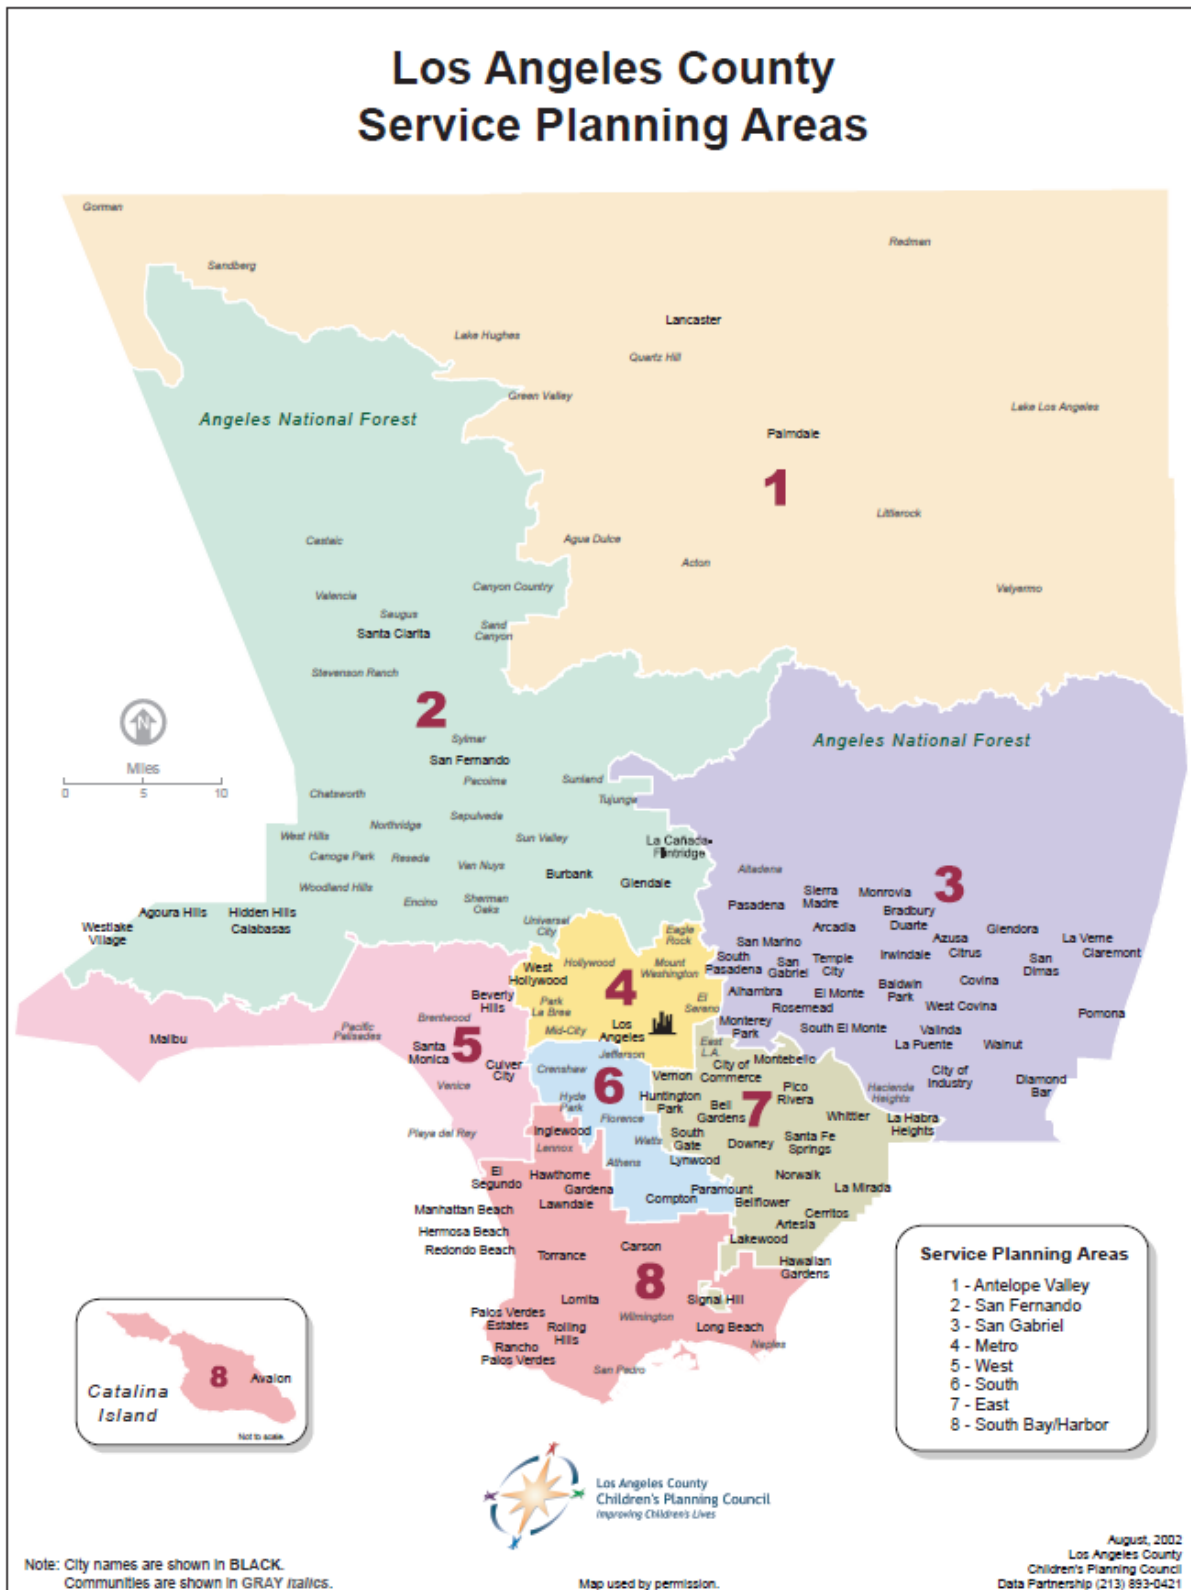 Los Angeles County
Service Planning Areas
Gorman
Redman
Sandberg
Lancaster
Lake Hughes
Quartz Hill
Green Valley
Lake Los Angeles
Angeles National Forest
Palmdale
1
Littlerock
Castaic
Agua Dulce
Acton
Canyon Country
Valyermo
Valencia
Saugus
Sand
Canyon
Santa Clarita
Stevenson Ranch
2
N
Miles
0 5 10
Sylmar
San Fernando
Angeles National Forest
Pacoima
Sunland
Chatsworth
Tujunga
Northridge
Sepulveda
West Hills
Sun Valley
La Cañada-
Flintridge
Canoga Park
Reseda
Van Nuys
Burbank
Glendale
Altadena
3
Woodland Hills
Encino
Sherman
Oaks
Sierra
Madre
Monrovia
Pasadena
Bradbury
Duarte
Agoura Hills
Hidden Hills
Calabasas
Westlake
Village
Universal
City
Eagle
Rock
Arcadia
Glendora
Azusa
Citrus
La Verne
Claremont
San Marino
South
Pasadena
San
Gabriel
Temple
City
Irwindale
San
Dimas
West
Hollywood
Hollywood
Mount
Washington
4
Alhambra
El Monte
Baldwin
Park
Covina
Beverly
Hills
Park
La Brea
El
Sereno
Rosemead
West Covina
Pomona
Brentwood
Pacific
Palisades
Malibu
Mid-City
Los
Angeles
Monterey
Park
South El Monte
Valinda
La Puente
Walnut
Santa
Monica
5
Culver
City
Jefferson
East
L.A.
Montebello
City of
Commerce
Vernon
City of
Industry
Diamond
Bar
Venice
Crenshaw
6
Hyde
Park
Huntington
Park
Bell
Gardens
7
Pico
Rivera
Hacienda
Heights
Whittier
La Habra
Heights
Playa del Rey
Inglewood
Florence
Lennox
Watts
South
Gate
Downey
Santa Fe
Springs
Athens
Lynwood
El
Segundo
Hawthorne
Gardena
Lawndale
Norwalk
La Mirada
Compton
Paramount
Bellflower
Cerritos
Artesia
Manhattan Beach
Hermosa Beach
Redondo Beach
Lakewood
Torrance
Carson
Hawaiian
Gardens
8
Lomita
Signal Hill
Palos Verdes
Estates
Rolling
Hills
Wilmington
Long Beach
Rancho
Palos Verdes
Naples
San Pedro
Service Planning Areas
1 - Antelope Valley
2 - San Fernando
3 - San Gabriel
4 - Metro
5 - West
6 - South
7 - East
8 - South Bay/Harbor
8
Avalon
Catalina
Island
Not to scale.
Los Angeles County
Children's Planning Council
Improving Children's Lives
Note: City names are shown in BLACK.
Communities are shown in GRAY italics.
Map used by permission.
August, 2002
Los Angeles County
Children's Planning Council
Data Partnership (213) 893-0421